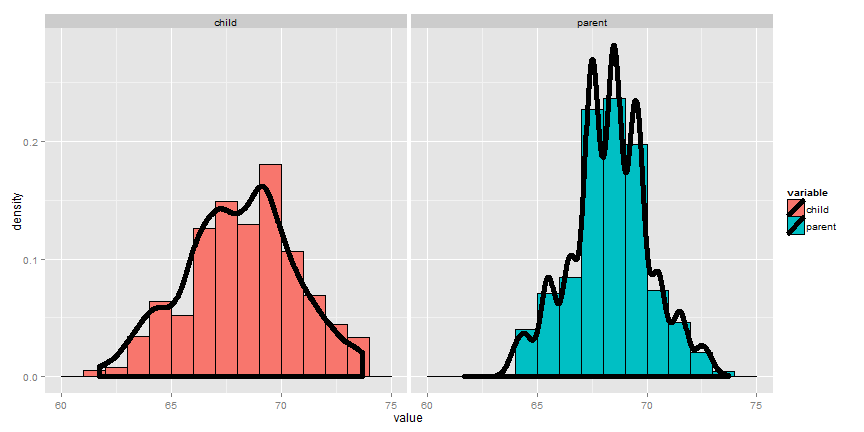 child
parent
density
0.2
0.1
0.0
60
65
70
75
60
65
70
75
value
variable
child
parent